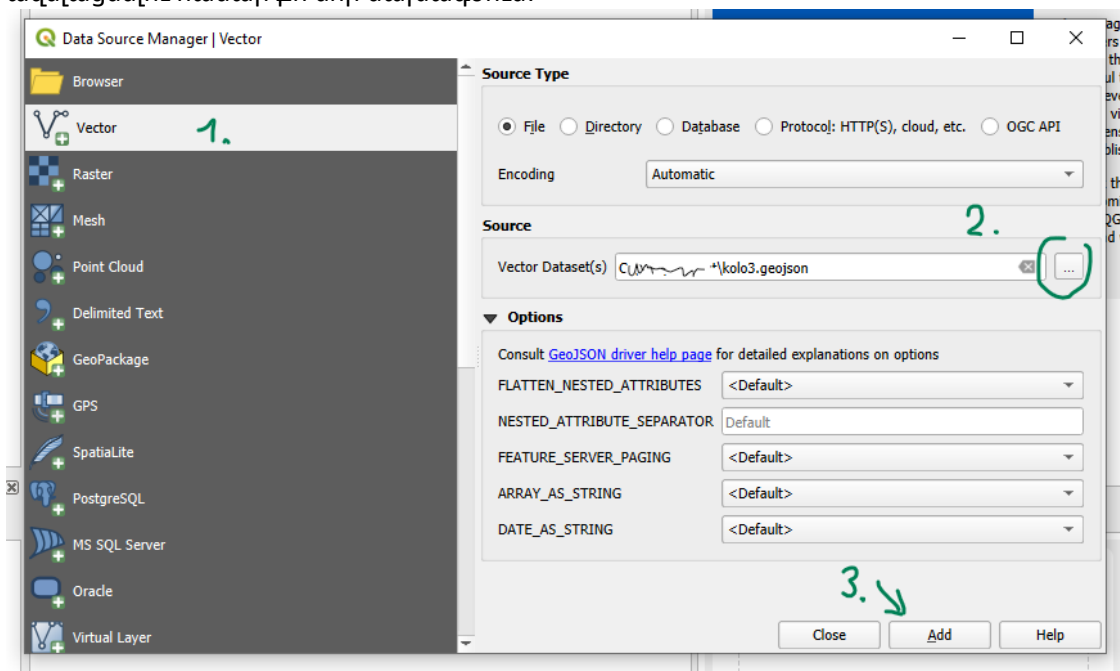 Data Source Manager | Vector
Browser
Vector
1.
Raster
Mesh
Point Cloud
Delimited Text
GeoPackage
GPS
SpatiaLite
PostgreSQL
MS SQL Server
Oracle
Virtual Layer
Source Type
File Directory Database Protocol: HTTP(S), cloud, etc. OGC API
Encoding Automatic
Source
2.
Vector Dataset(s) \kolo3.geojson ...
Options
Consult GeoJSON driver help page for detailed explanations on options
FLATTEN_NESTED_ATTRIBUTES <Default>
NESTED_ATTRIBUTE_SEPARATOR Default
FEATURE_SERVER_PAGING <Default>
ARRAY_AS_STRING <Default>
DATE_AS_STRING <Default>
3.
Close Add Help